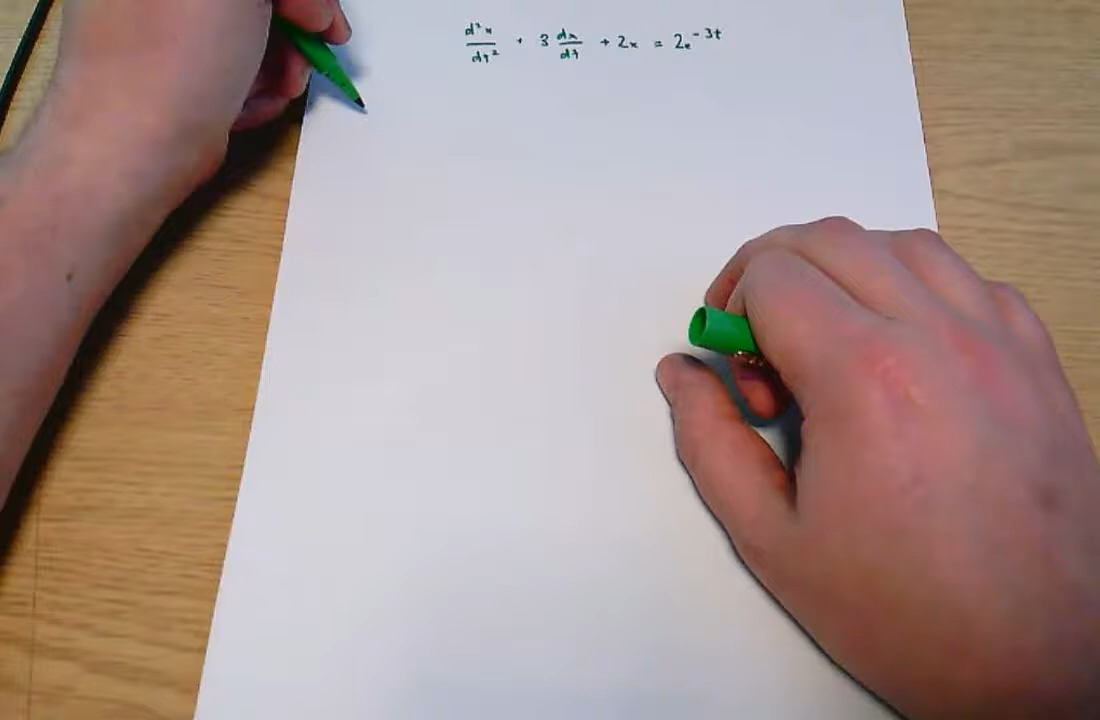 d²x/dt² + 3 dx/dt + 2x = 2e^-3t